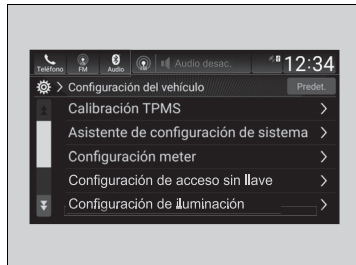 Teléfono FM Audio Audio desac. 12:34
Configuración del vehículo Predet.
Calibración TPMS
Asistente de configuración de sistema
Configuración meter
Configuración de acceso sin llave
Configuración de iluminación